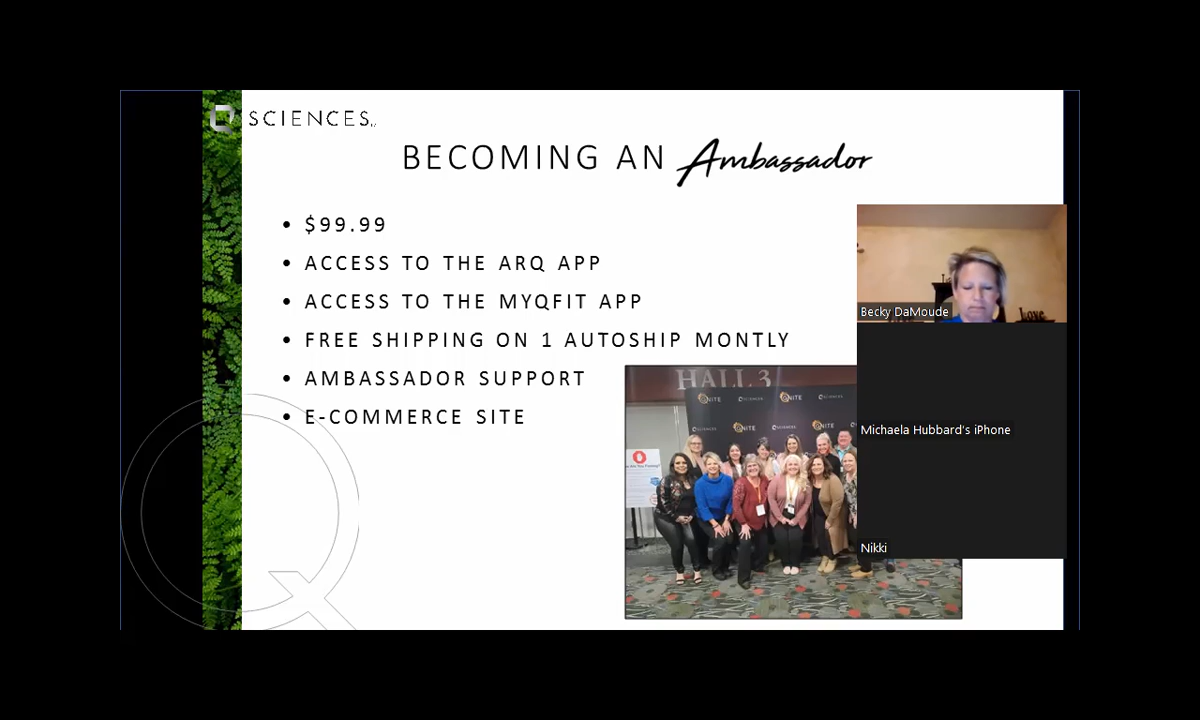 Q SCIENCES
BECOMING AN Ambassador
• $99.99
• ACCESS TO THE ARQ APP
• ACCESS TO THE MYQFIT APP
• FREE SHIPPING ON 1 AUTOSHIP MONTLY
• AMBASSADOR SUPPORT
• E-COMMERCE SITE
Becky DaMoude
Love
Michaela Hubbard's iPhone
Nikki
HALL 3